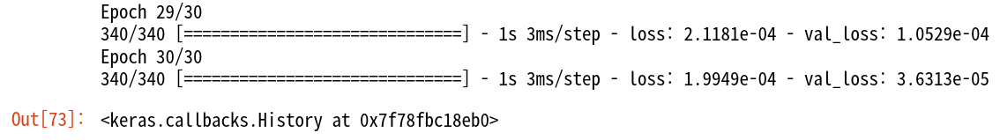 Epoch 29/30
340/340 [==============================] - 1s 3ms/step - loss: 2.1181e-04 - val_loss: 1.0529e-04
Epoch 30/30
340/340 [==============================] - 1s 3ms/step - loss: 1.9949e-04 - val_loss: 3.6313e-05
Out[73]: <keras.callbacks.History at 0x7f78fbc18eb0>